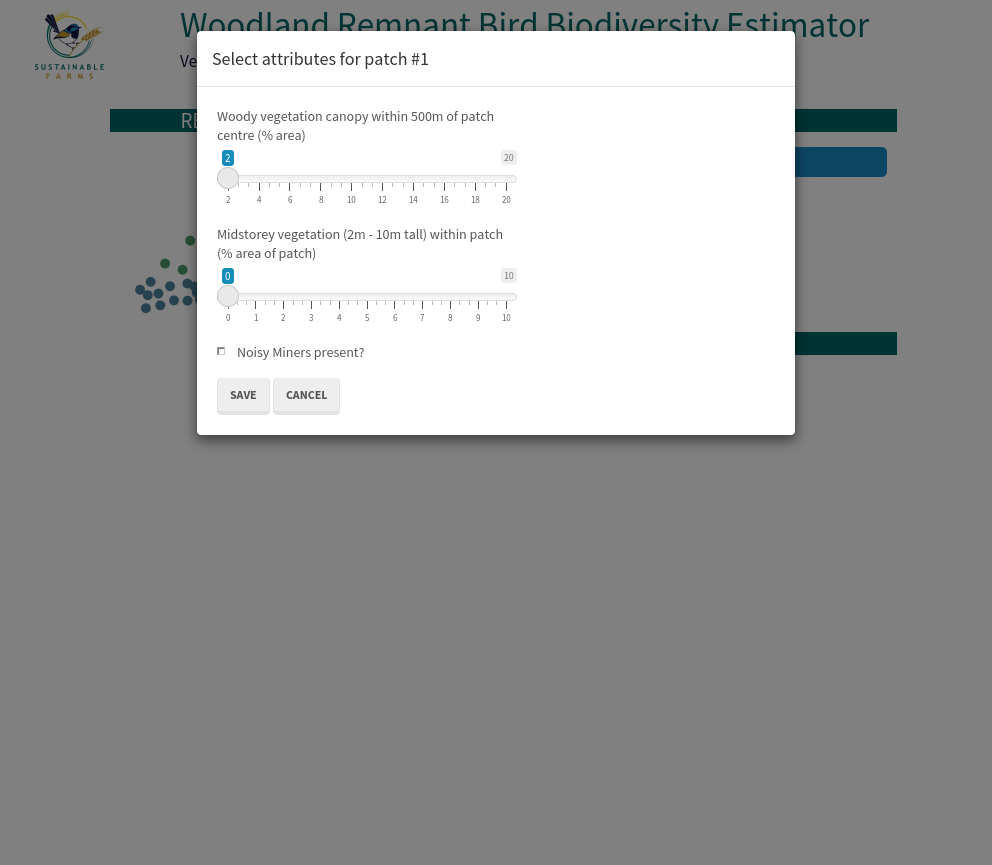 Woodland Remnant Bird Biodiversity Estimator
SUSTAINABLE
FARMS
Select attributes for patch #1
Woody vegetation canopy within 500m of patch
centre (% area)
2 20
2 4 6 8 10 12 14 16 18 20
Midstorey vegetation (2m - 10m tall) within patch
(% area of patch)
0 10
0 1 2 3 4 5 6 7 8 9 10
Noisy Miners present?
SAVE CANCEL